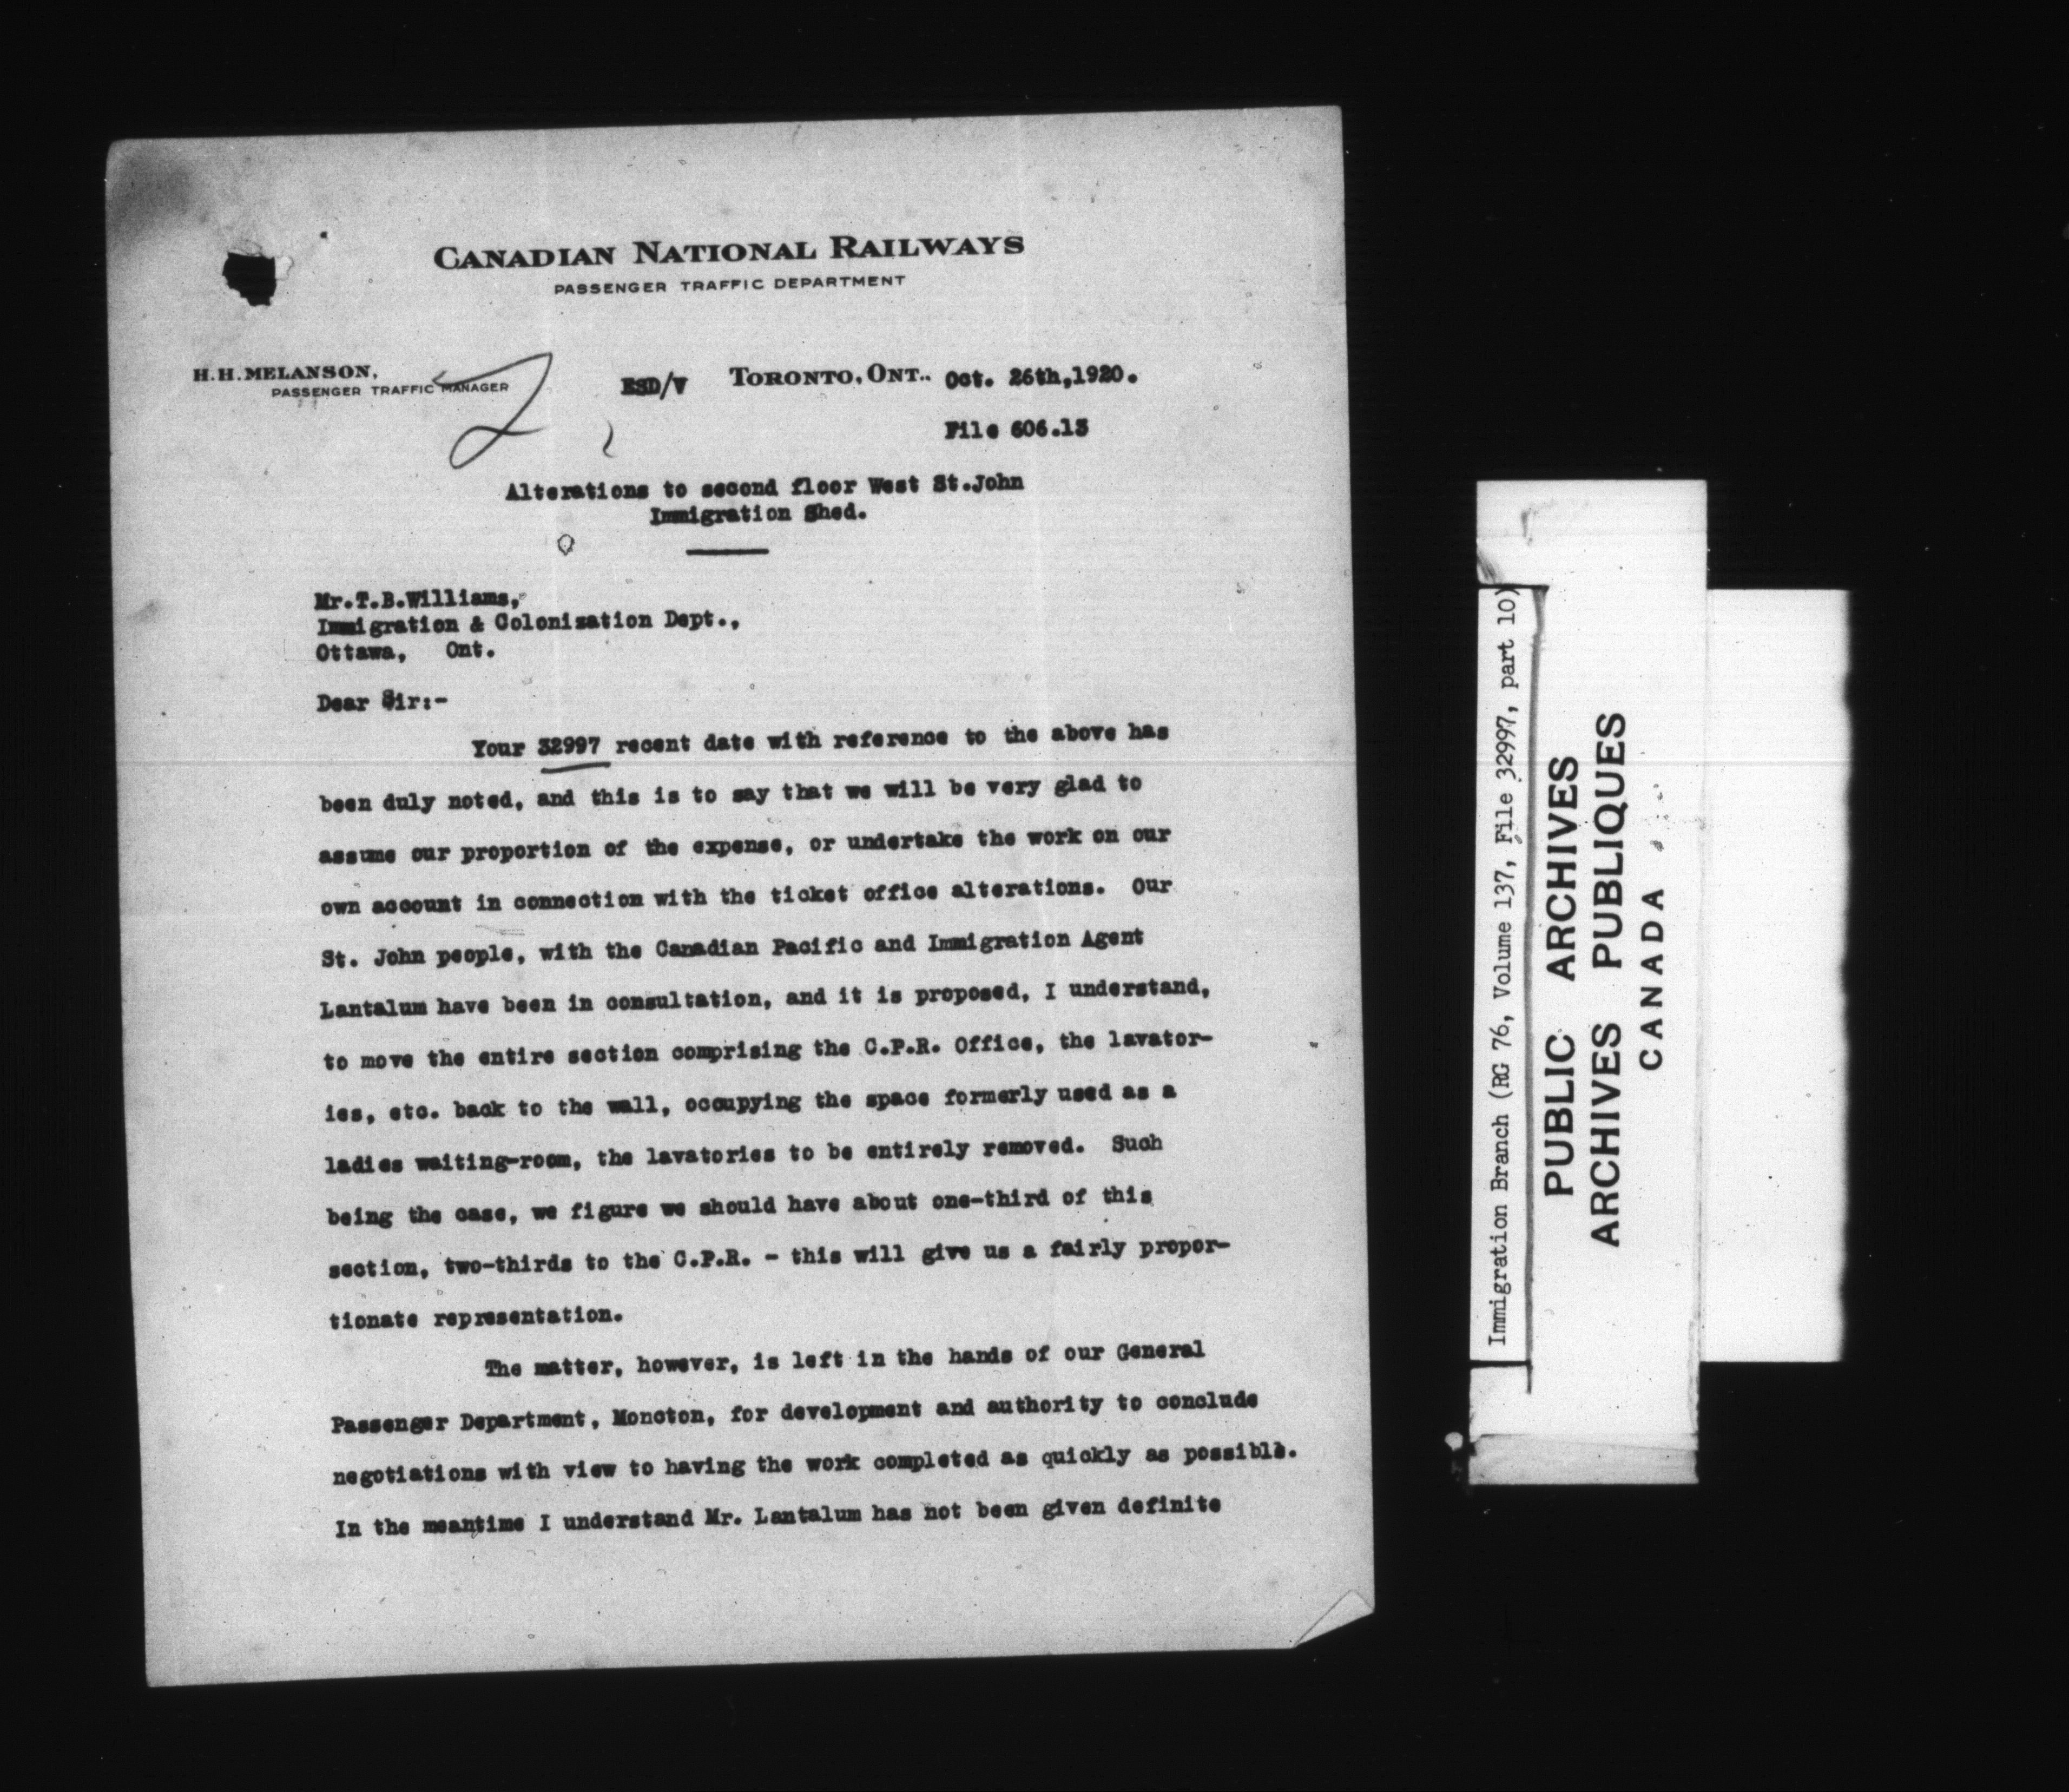 CANADIAN NATIONAL RAILWAYS
PASSENGER TRAFFIC DEPARTMENT
H.H.MELANSON,
PASSENGER TRAFFIC MANAGER
ESD/V TORONTO, ONT.. Oct. 26th,1920.
File 606.13
Alterations to second floor West St.John
Immigration Shed.
Mr.T.B.Williams,
Immigration & Colonization Dept.,
Ottawa, Ont.
Dear Sir:-
Your 32997 recent date with reference to the above has
been duly noted, and this is to say that we will be very glad to
assume our proportion of the expense, or undertake the work on our
own account in connection with the ticket office alterations. Our
St. John people, with the Canadian Pacific and Immigration Agent
Lantalum have been in consultation, and it is proposed, I understand,
to move the entire section comprising the C.P.R. Office, the lavator-
ies, etc. back to the wall, occupying the space formerly used as a
ladies waiting-room, the lavatories to be entirely removed. Such
being the case, we figure we should have about one-third of this
section, two-thirds to the C.P.R. - this will give us a fairly propor-
tionate representation.
The matter, however, is left in the hands of our General
Passenger Department, Moncton, for development and authority to conclude
negotiations with view to having the work completed as quickly as possible.
In the meantime I understand Mr. Lantalum has not been given definite
Immigration Branch (RG 76, Volume 137, File 32997, part 10)
PUBLIC ARCHIVES
ARCHIVES PUBLIQUES
CANADA